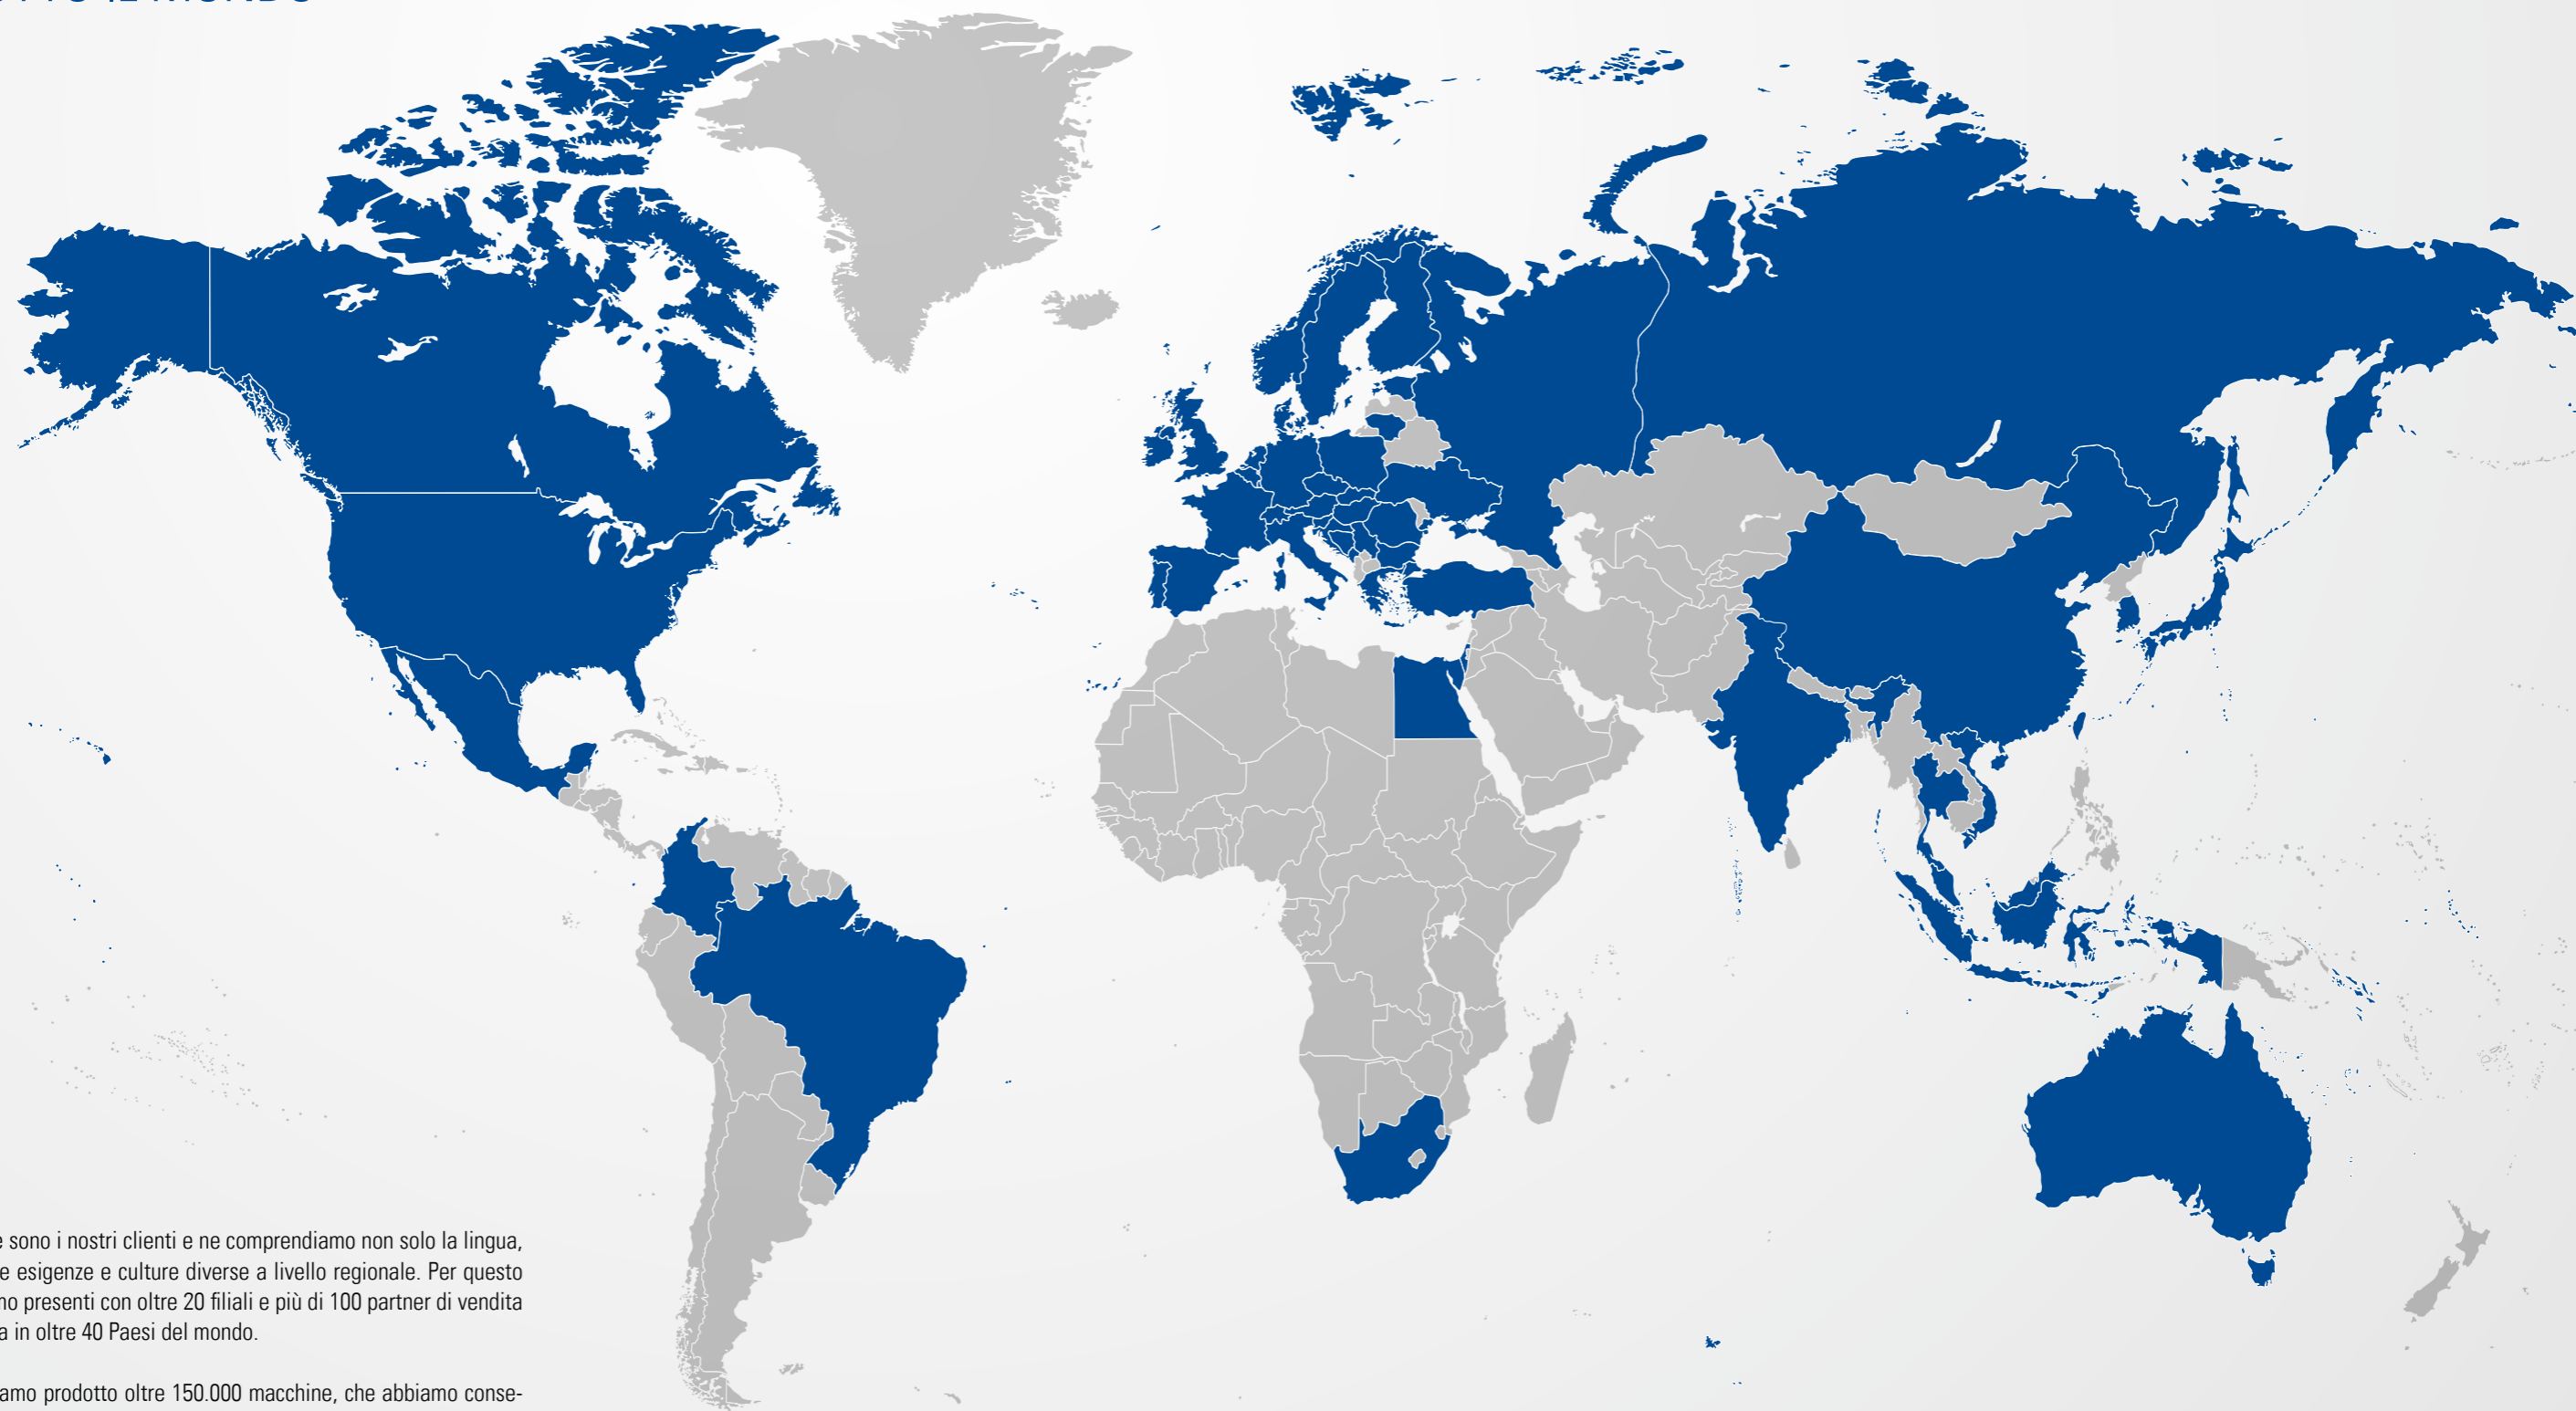 IL MONDO
sono i nostri clienti e ne comprendiamo non solo la lingua,
e esigenze e culture diverse a livello regionale. Per questo
presenti con oltre 20 filiali e più di 100 partner di vendita
in oltre 40 Paesi del mondo.
prodotto oltre 150.000 macchine, che abbiamo conse-